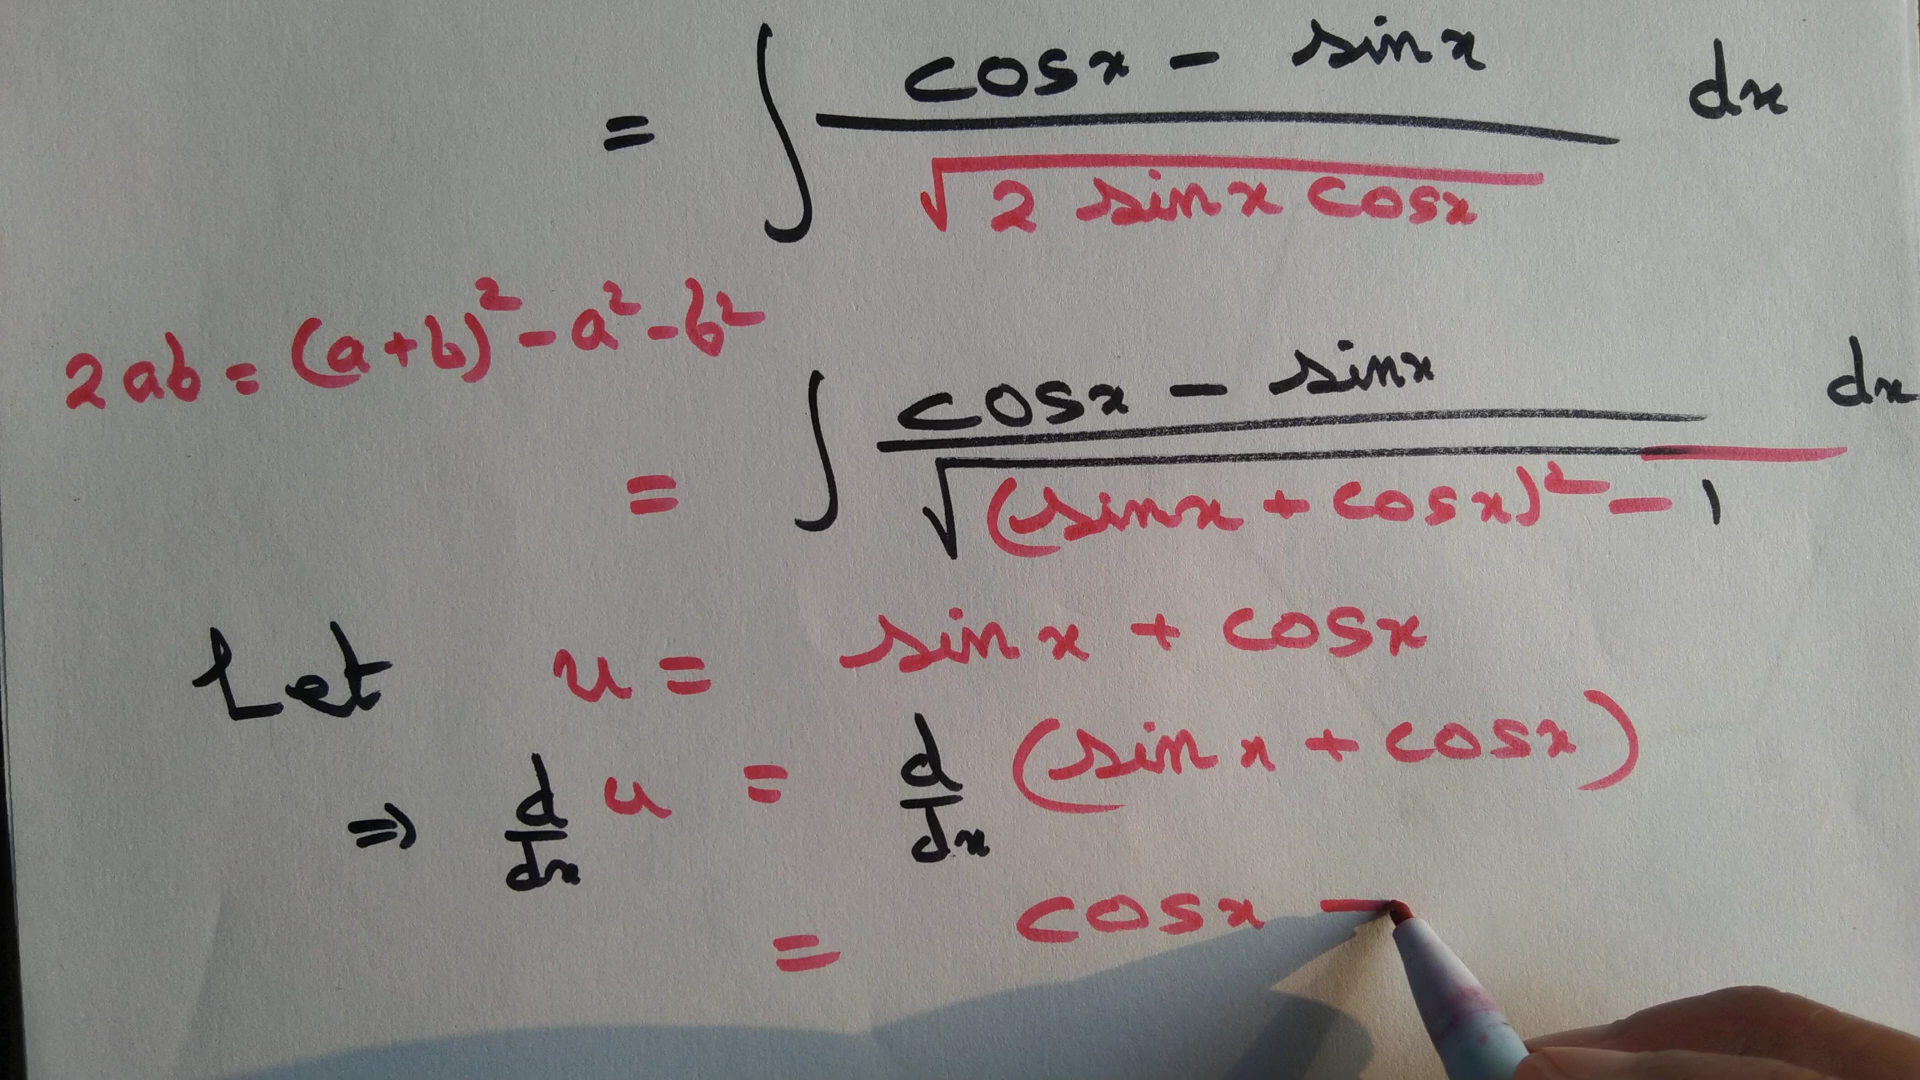 = ∫ cosx - sinx / √2 sinx cosx dx
2ab = (a+b)² - a² - b²
= ∫ cosx - sinx / √(sinx + cosx)² - 1 dx
Let u = sinx + cosx
⇒ d/dx u = d/dx (sinx + cosx)
= cosx -